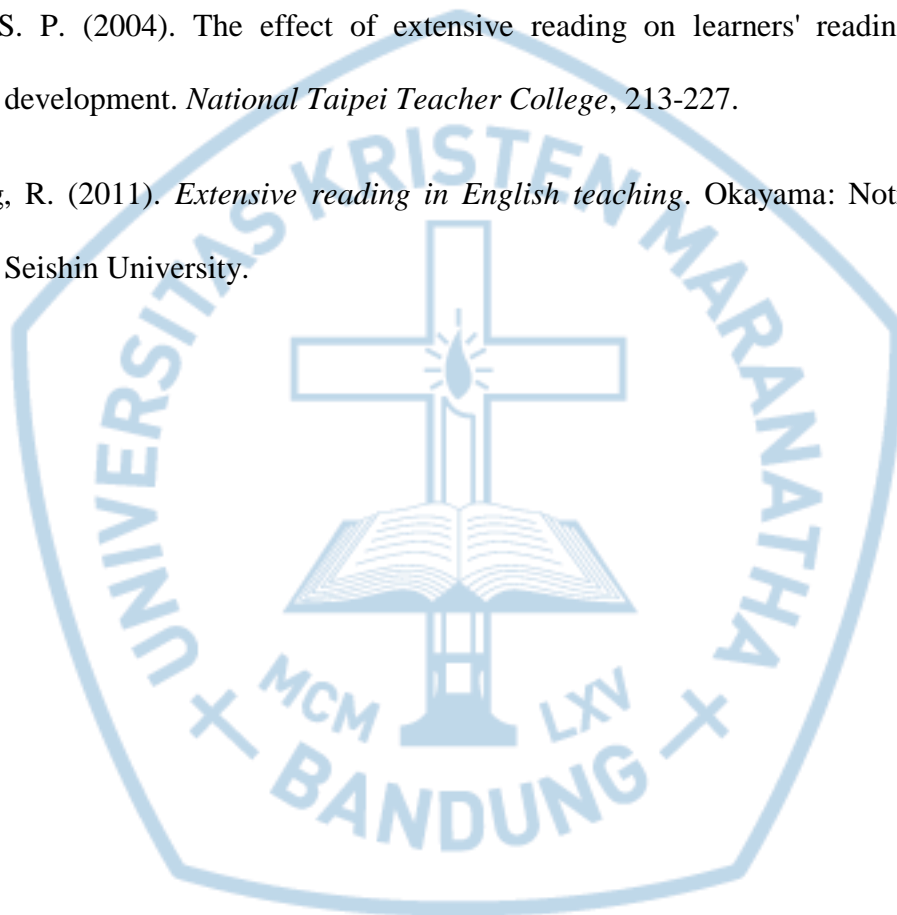 S. P. (2004). The effect of extensive reading on learners' readin
development. National Taipei Teacher College, 213-227.
, R. (2011). Extensive reading in English teaching. Okayama: Not
Seishin University.
UNIVERSITAS KRISTEN MARANATHA
MCM LXV
BANDUNG